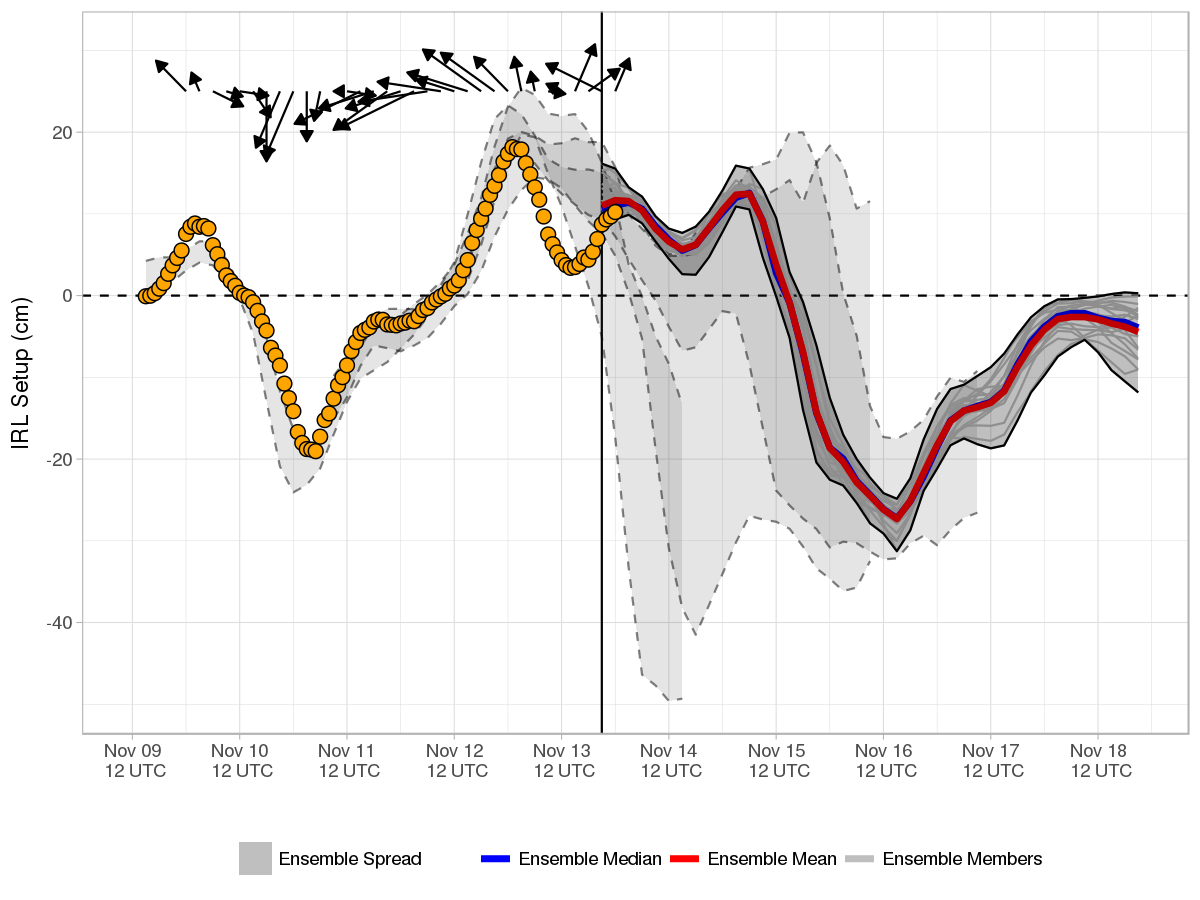 IRL Setup (cm)
20
0
-20
-40
Nov 09 Nov 10 Nov 11 Nov 12 Nov 13 Nov 14 Nov 15 Nov 16 Nov 17 Nov 18
12 UTC 12 UTC 12 UTC 12 UTC 12 UTC 12 UTC 12 UTC 12 UTC 12 UTC 12 UTC
Ensemble Spread Ensemble Median Ensemble Mean Ensemble Members